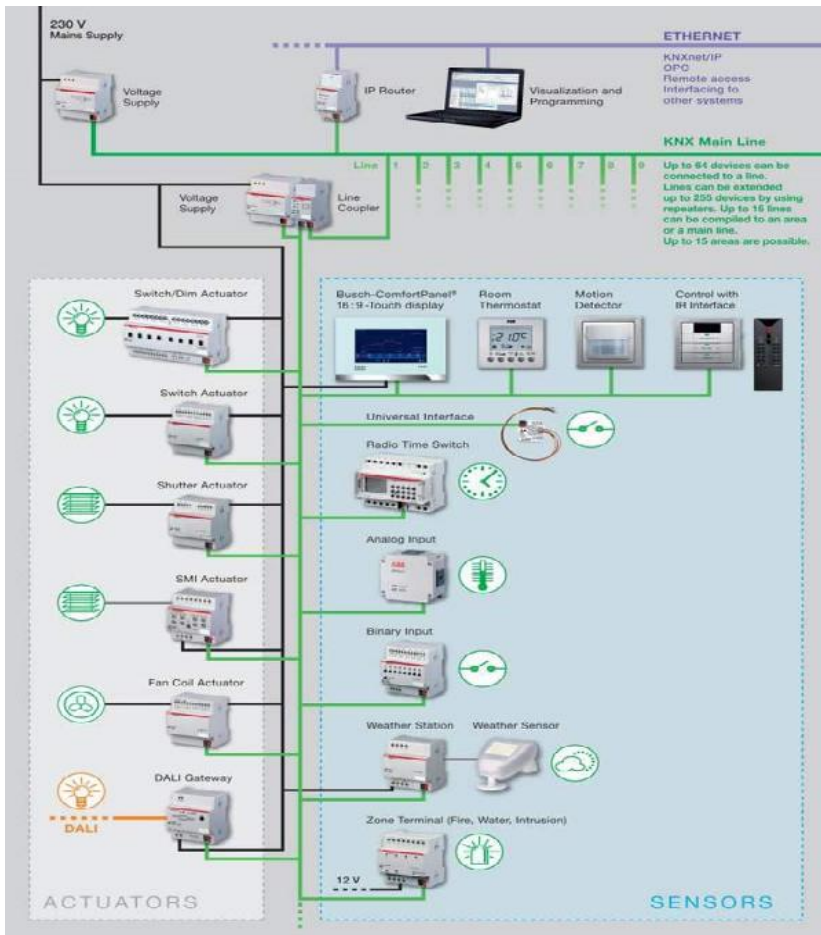 230 V
Mains Supply
ETHERNET
KNXnet/IP
OPC
Remote access
Interfacing to
other systems
Voltage
Supply
IP Router
Visualization and
Programming
KNX Main Line
Line 1 2 3 4 5 6 7 8 9
Up to 64 devices can be
connected to a line.
Lines can be extended
up to 255 devices by using
repeaters. Up to 16 lines
can be compiled to an area
or a main line.
Up to 15 areas are possible.
Voltage
Supply
Line
Coupler
Switch/Dim Actuator
Switch Actuator
Shutter Actuator
SMI Actuator
Fan Coil Actuator
DALI Gateway
DALI
ACTUATORS
Busch-ComfortPanel®
16:9-Touch display
Room
Thermostat
Motion
Detector
Control with
IR Interface
Universal Interface
Radio Time Switch
Analog Input
ABB
Binary Input
Weather Station
Weather Sensor
Zone Terminal (Fire, Water, Intrusion)
12 V
SENSORS